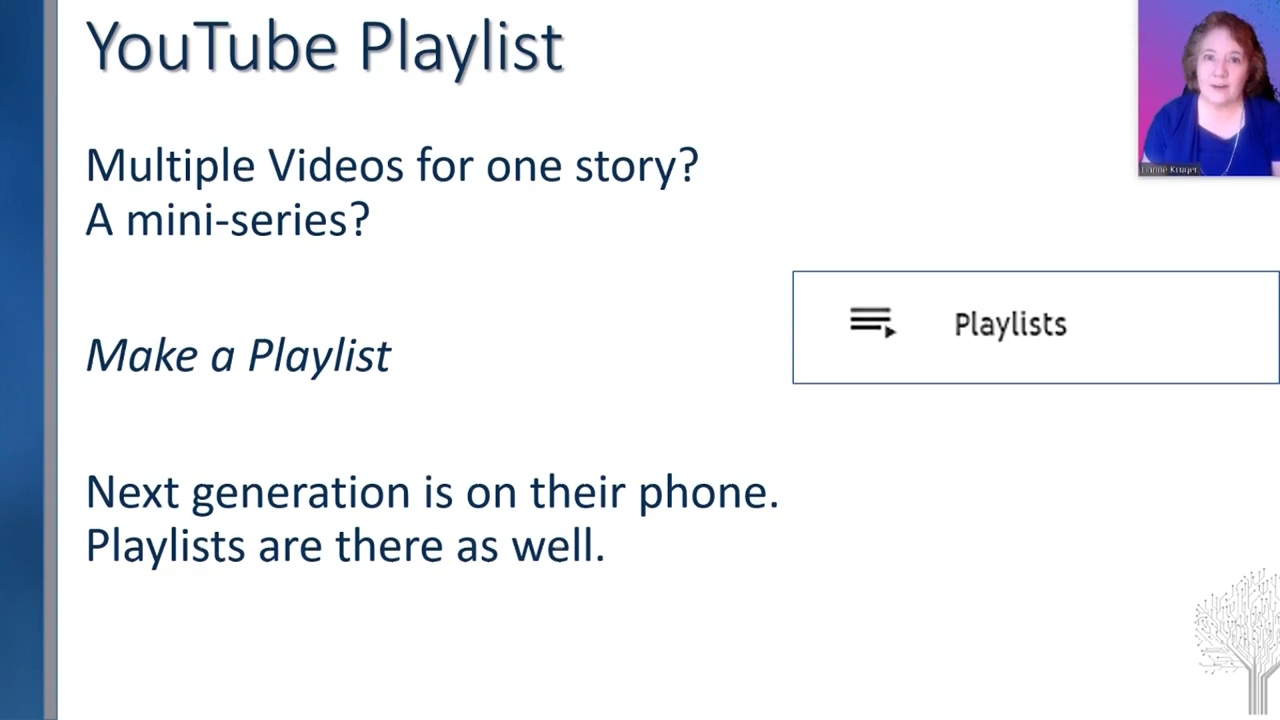 YouTube Playlist
Multiple Videos for one story?
A mini-series?
Playlists
Make a Playlist
Next generation is on their phone.
Playlists are there as well.
Kruger